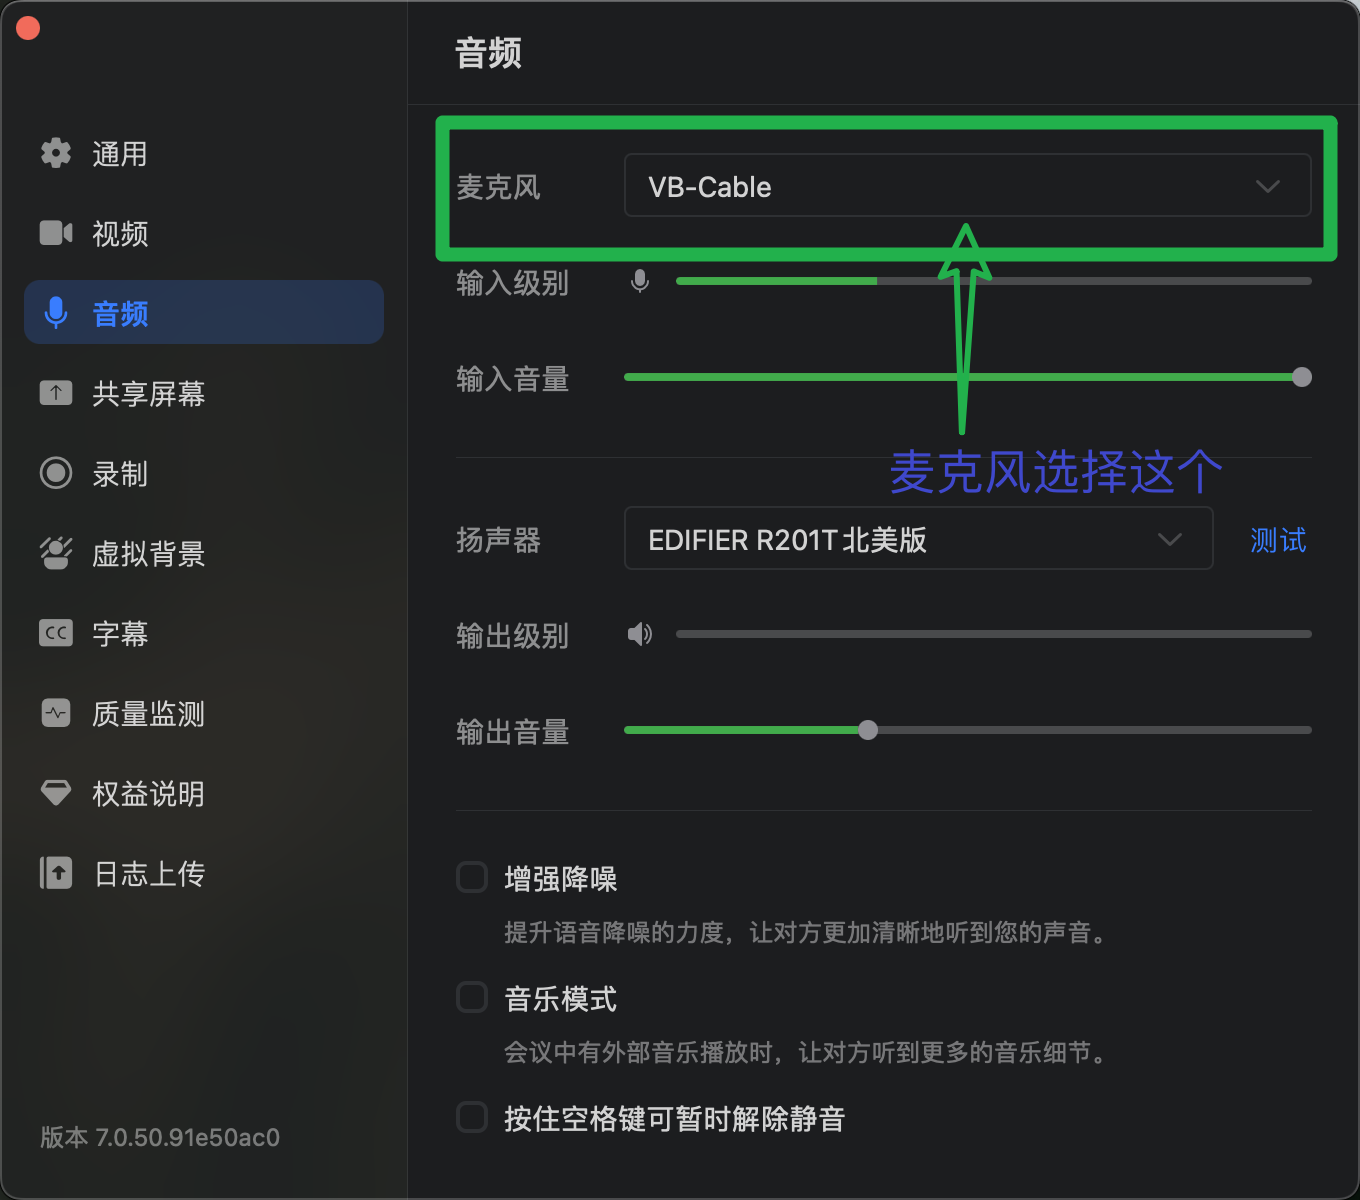 音频
通用
视频
音频
共享屏幕
录制
虚拟背景
字幕
质量监测
权益说明
日志上传
版本 7.0.50.91e50ac0
麦克风 VB-Cable
输入级别
输入音量
麦克风选择这个
扬声器 EDIFIER R201T北美版 测试
输出级别
输出音量
增强降噪
提升语音降噪的力度，让对方更加清晰地听到您的声音。
音乐模式
会议中有外部音乐播放时，让对方听到更多的音乐细节。
按住空格键可暂时解除静音